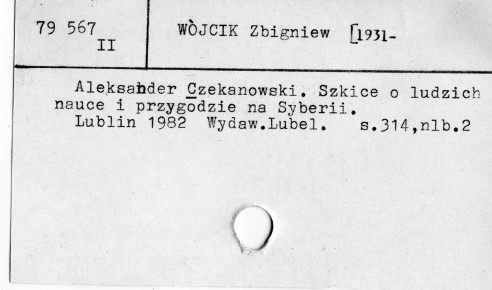 79 567 WÒJCIK Zbigniew [1931-
II
Aleksander Czekanowski. Szkice o ludzich
nauce i przygodzie na Syberii.
Lublin 1982 Wydaw.Lubel. s.314,nlb.2